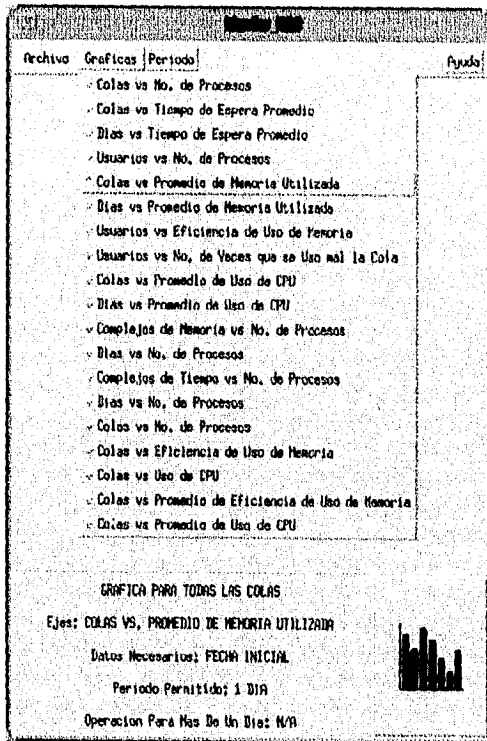 Archivo Graficas Periodo Ayuda
Colas vs No. de Procesos
Colas vs Tiempo de Espera Promedio
Dias vs Tiempo de Espera Promedio
Usuarios vs No. de Procesos
Colas vs Promedio de Memoria Utilizada
Dias vs Promedio de Memoria Utilizada
Usuarios vs Eficiencia de Uso de Memoria
Usuarios vs No. de Veces que se Uso mal la Cola
Colas vs Promedio de Uso de CPU
Dias vs Promedio de Uso de CPU
Complejos de Memoria vs No. de Procesos
Dias vs No. de Procesos
Complejos de Tiempo vs No. de Procesos
Dias vs No. de Procesos
Colas vs No. de Procesos
Colas vs Eficiencia de Uso de Memoria
Colas vs Uso de CPU
Colas vs Promedio de Eficiencia de Uso de Memoria
Colas vs Promedio de Uso de CPU
GRAFICA PARA TODAS LAS COLAS
Ejes: COLAS VS. PROMEDIO DE MEMORIA UTILIZADA
Datos Necesarios: FECHA INICIAL
Periodo Permitido: 1 DIA
Operacion Para Mas De Un Dia: N/A